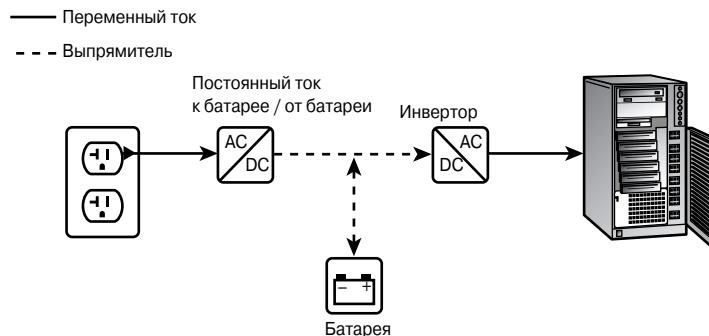 Переменный ток
Выпрямитель
Постоянный ток
к батарее / от батареи
Инвертор
AC
DC
AC
DC
− +
Батарея